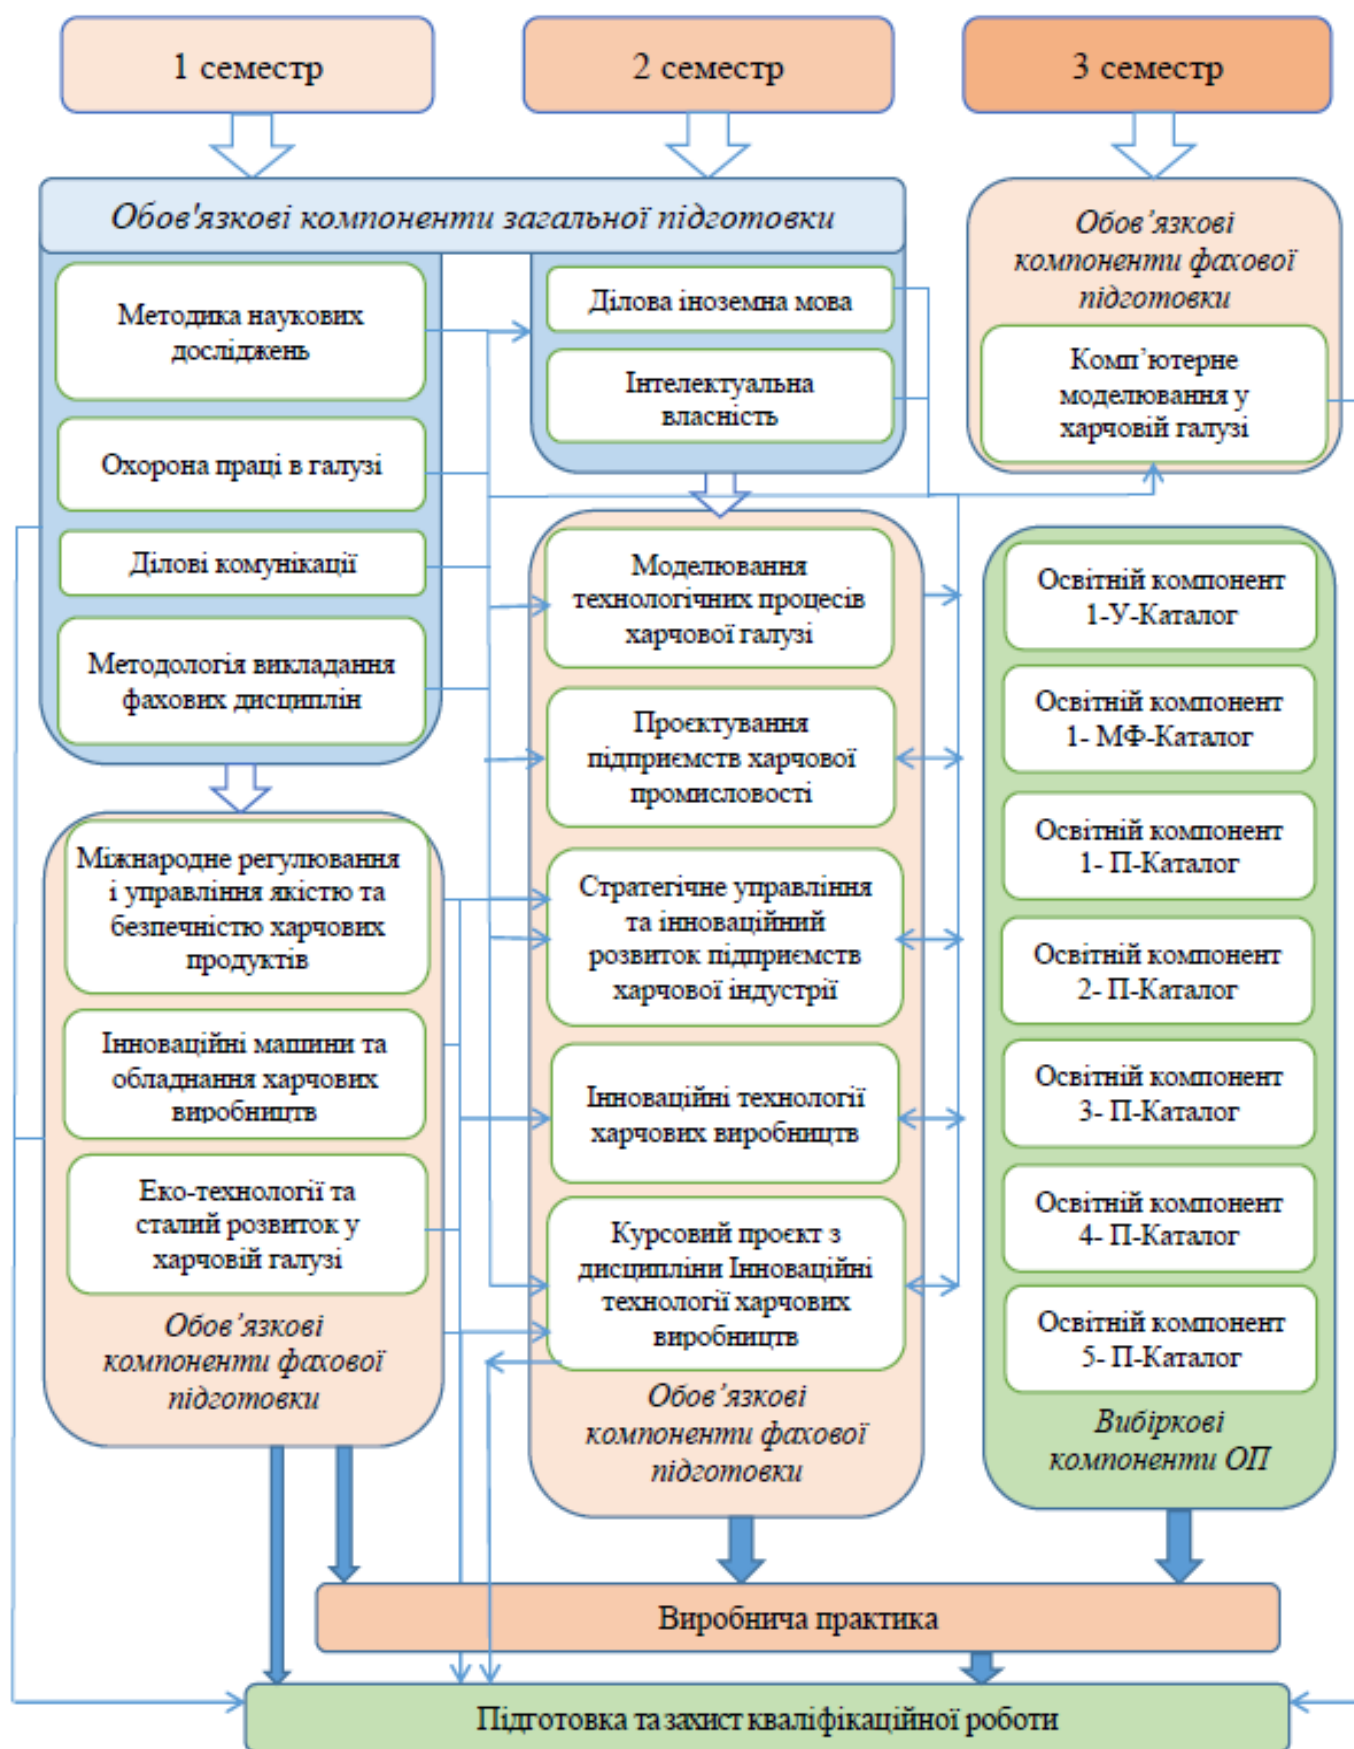 1 семестр
2 семестр
3 семестр
Обов'язкові компоненти загальної підготовки
Методика наукових
досліджень
Охорона праці в галузі
Ділові комунікації
Методологія викладання
фахових дисциплін
Міжнародне регулювання
і управління якістю та
безпечністю харчових
продуктів
Інноваційні машини та
обладнання харчових
виробництв
Еко-технології та
сталий розвиток у
харчовій галузі
Обов’язкові
компоненти фахової
підготовки
Ділова іноземна мова
Інтелектуальна
власність
Моделювання
технологічних процесів
харчової галузі
Проєктування
підприємств харчової
промисловості
Стратегічне управління
та інноваційний
розвиток підприємств
харчової індустрії
Інноваційні технології
харчових виробництв
Курсовий проєкт з
дисципліни Інноваційні
технології харчових
виробництв
Обов’язкові
компоненти фахової
підготовки
Обов’язкові
компоненти фахової
підготовки
Комп’ютерне
моделювання у
харчовій галузі
Освітній компонент
1-У-Каталог
Освітній компонент
1- МФ-Каталог
Освітній компонент
1- П-Каталог
Освітній компонент
2- П-Каталог
Освітній компонент
3- П-Каталог
Освітній компонент
4- П-Каталог
Освітній компонент
5- П-Каталог
Вибіркові
компоненти ОП
Виробнича практика
Підготовка та захист кваліфікаційної роботи